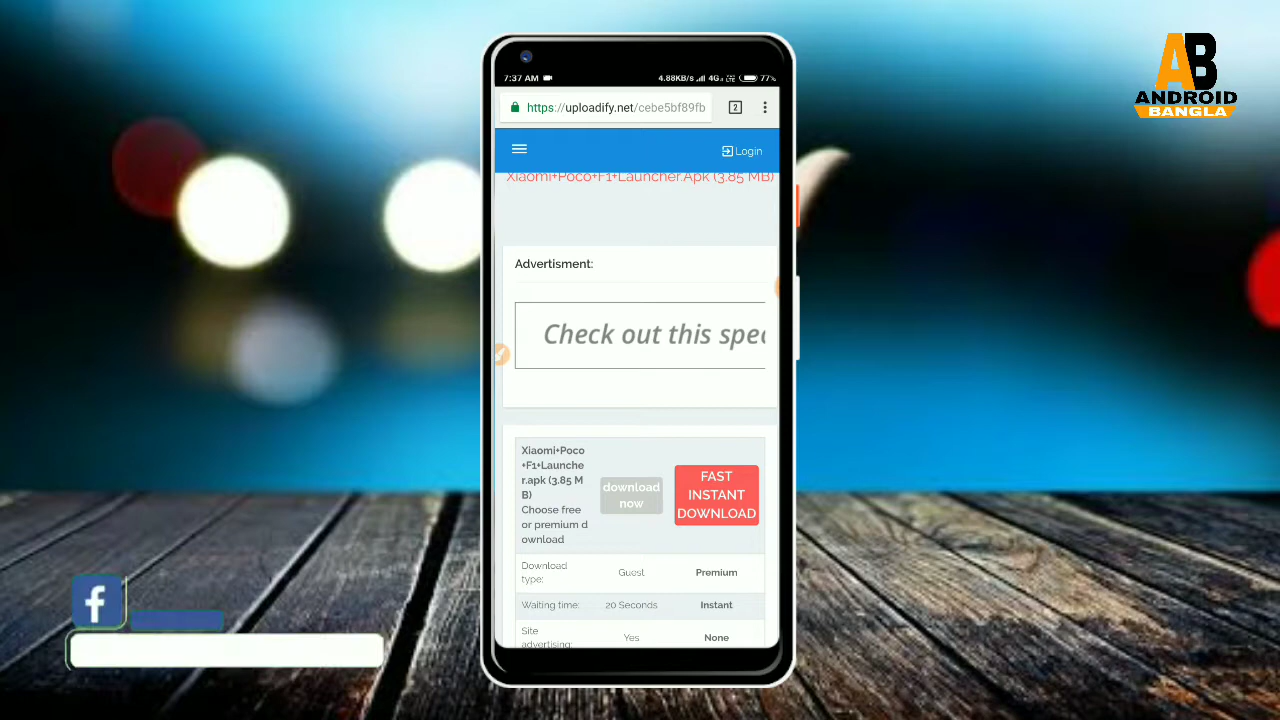 AB
ANDROID
BANGLA
7:37 AM 4.88KB/s 4G 77%
https://uploadify.net/cebe5bf89fb 2
Login
Xiaomi+Poco+F1+Launcher.Apk (3.85 MB)
Advertisment:
Check out this spec
Xiaomi+Poco
+F1+Launche
r.apk (3.85 M
B)
Choose free
or premium d
ownload
download
now
FAST
INSTANT
DOWNLOAD
Download
type:
Guest
Premium
Waiting time:
20 Seconds
Instant
Site
advertising:
Yes
None
f